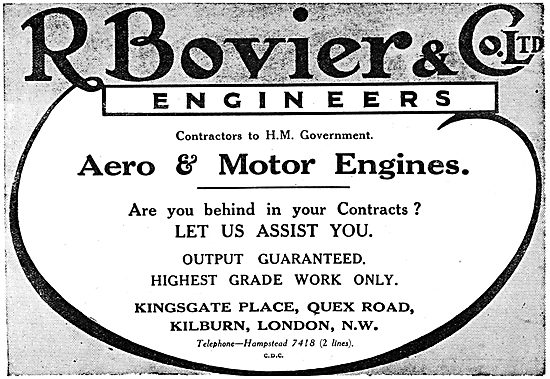 R Bovier & Co. LTD
ENGINEERS
Contractors to H.M. Government.
Aero & Motor Engines.
Are you behind in your Contracts ?
LET US ASSIST YOU.
OUTPUT GUARANTEED.
HIGHEST GRADE WORK ONLY.
KINGSGATE PLACE, QUEX ROAD,
KILBURN, LONDON, N.W.
Telephone—Hampstead 7418 (2 lines).
C.D.C.